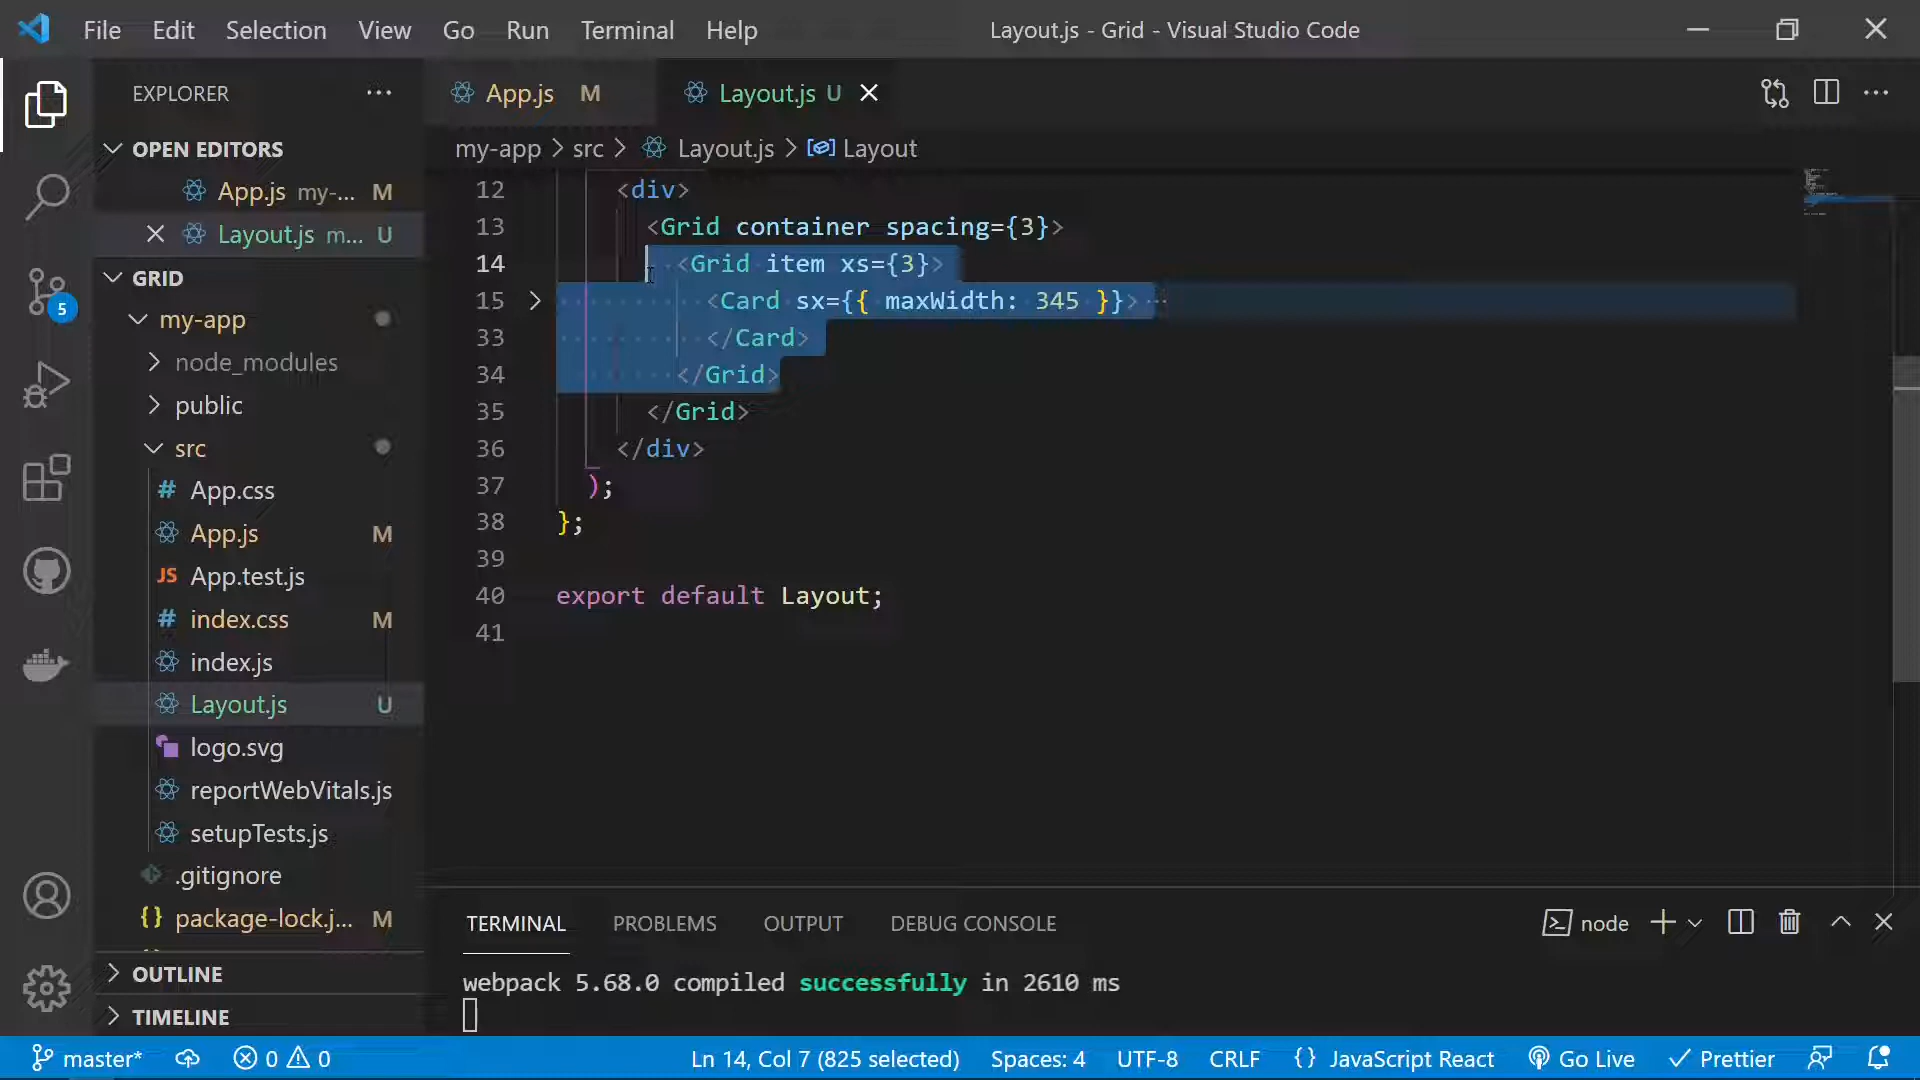 File Edit Selection View Go Run Terminal Help Layout.js - Grid - Visual Studio Code
EXPLORER ···
App.js M
Layout.js U
my-app > src > Layout.js > Layout
OPEN EDITORS
App.js my-... M
Layout.js m... U
GRID
my-app
node_modules
public
src
App.css
App.js M
JS App.test.js
index.css M
index.js
Layout.js U
logo.svg
reportWebVitals.js
setupTests.js
.gitignore
{} package-lock.j... M
OUTLINE
TIMELINE
5
12 <div>
13 <Grid container spacing={3}>
14 <Grid item xs={3}>
15 <Card sx={{ maxWidth: 345 }}> ···
33 </Card>
34 </Grid>
35 </Grid>
36 </div>
37 );
38 };
39
40 export default Layout;
41
TERMINAL PROBLEMS OUTPUT DEBUG CONSOLE node
webpack 5.68.0 compiled successfully in 2610 ms
master* 0 0 Ln 14, Col 7 (825 selected) Spaces: 4 UTF-8 CRLF {} JavaScript React Go Live Prettier